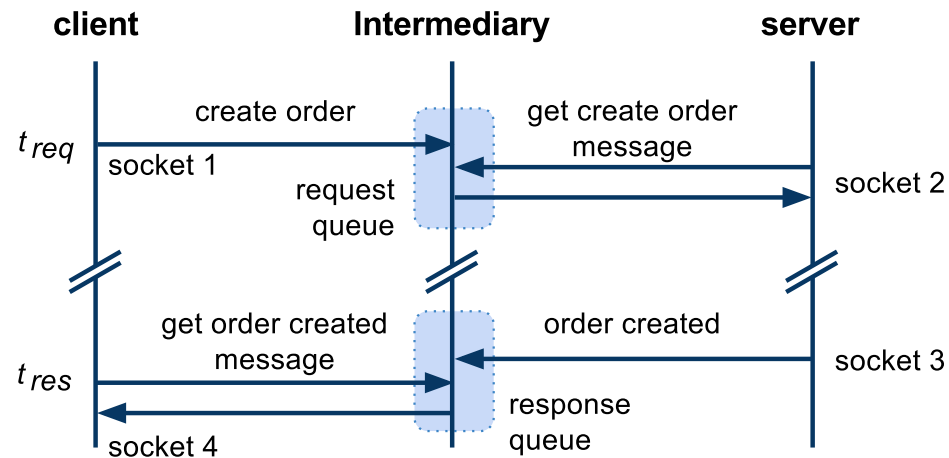 client
Intermediary
server
create order
get create order
message
t req
socket 1
socket 2
request
queue
get order created
message
order created
t res
socket 3
response
queue
socket 4